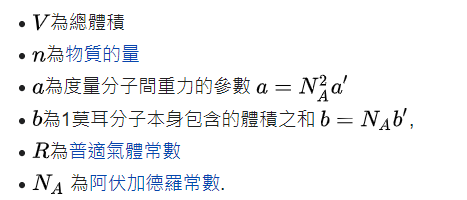 • V為總體積
• n為物質的量
• a為度量分子間重力的參數 a = N_A^2 a′
• b為1莫耳分子本身包含的體積之和 b = N_A b′,
• R為普適氣體常數
• N_A 為阿伏加德羅常數.